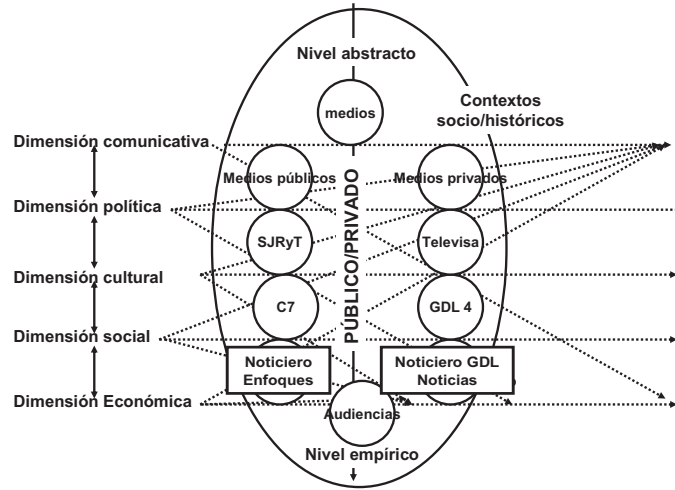 Nivel abstracto
medios
Contextos
socio/históricos
Dimensión comunicativa
Medios públicos
Medios privados
Dimensión política
SJRyT
Televisa
PÚBLICO/PRIVADO
Dimensión cultural
C7
GDL 4
Dimensión social
Noticiero
Enfoques
Noticiero GDL
Noticias
Dimensión Económica
Audiencias
Nivel empírico